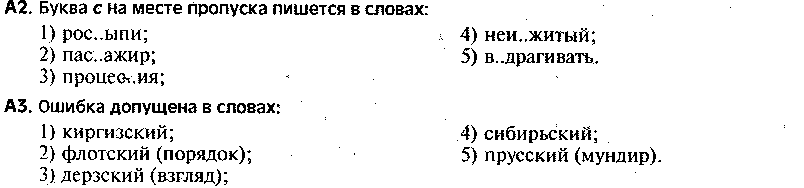 А2. Буква с на месте пропуска пишется в словах:
1) рос..ыпи;
2) пас..ажир;
3) процес..ия;
4) неи..житый;
5) в..драгивать.
А3. Ошибка допущена в словах:
1) киргизский;
2) флотский (порядок);
3) дерзский (взгляд);
4) сибирьский;
5) прусский (мундир).